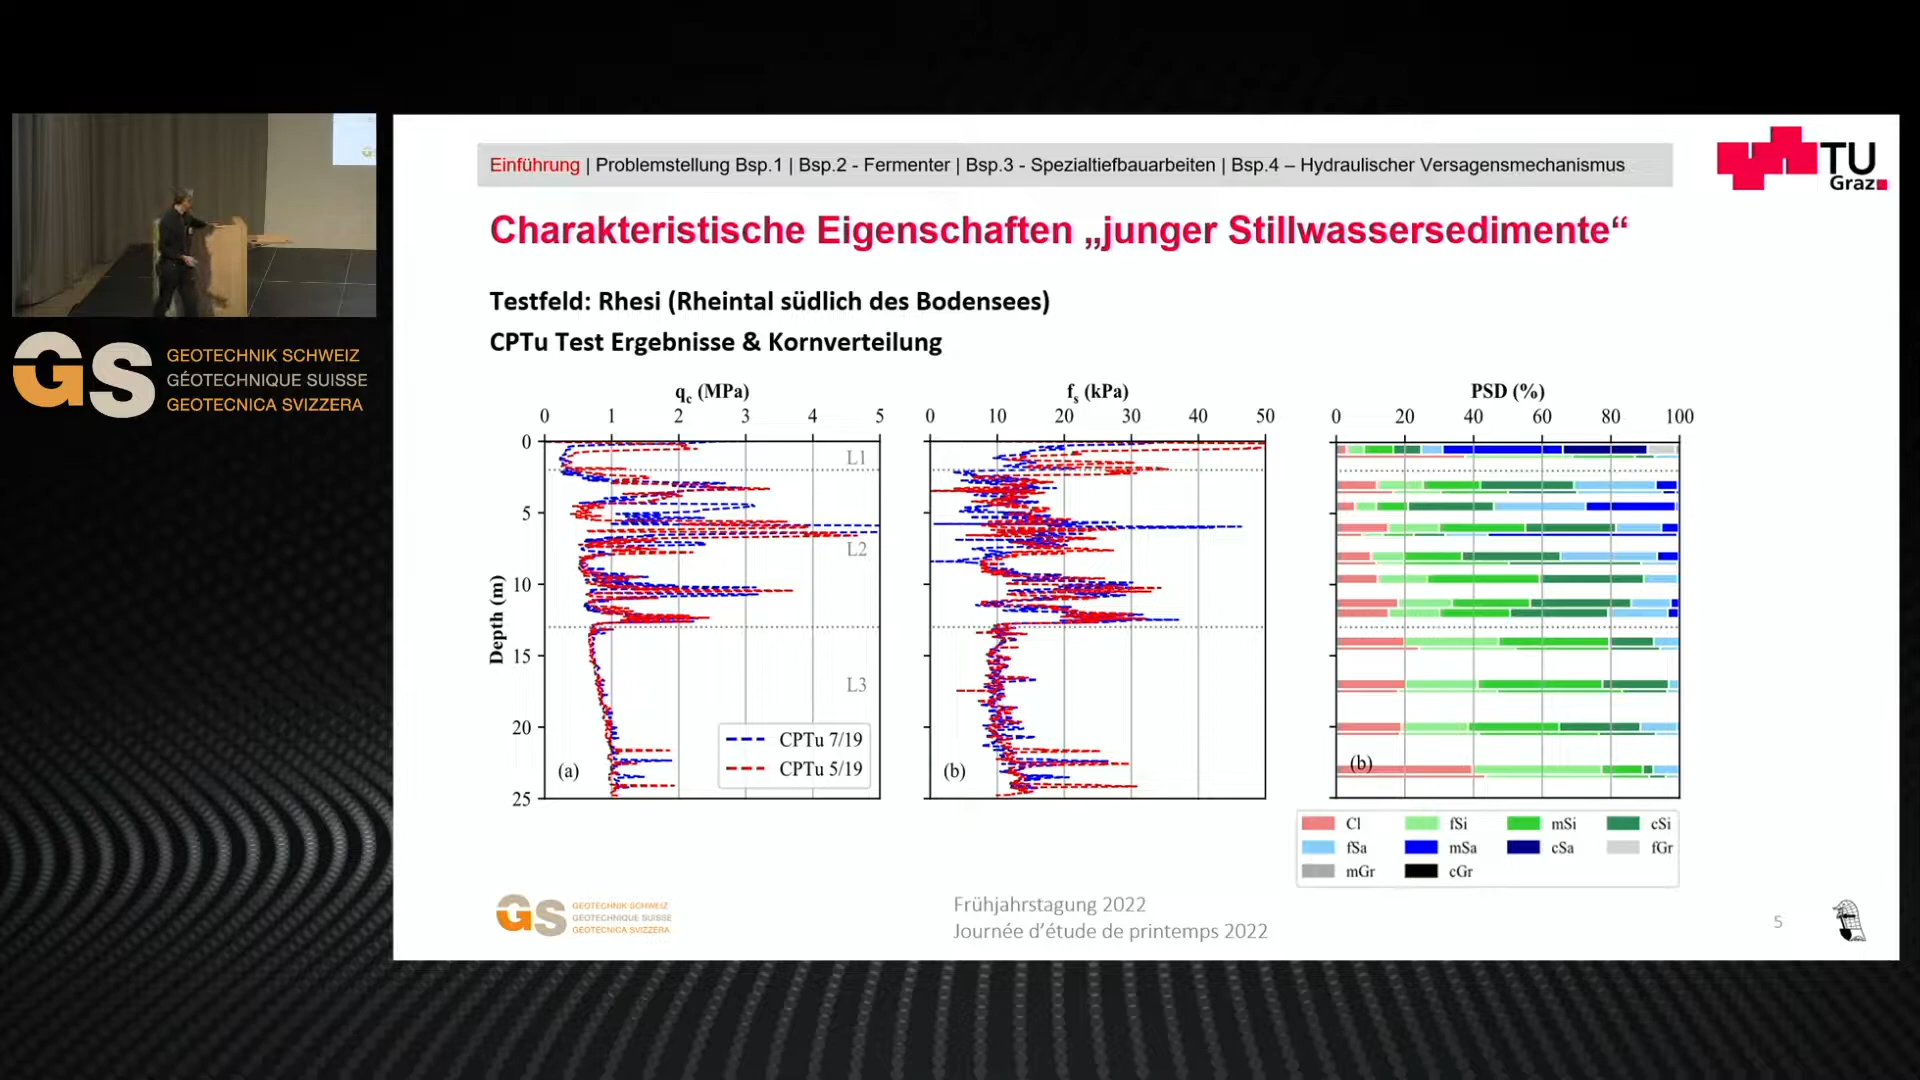 GS GEOTECHNIK SCHWEIZ
GÉOTECHNIQUE SUISSE
GEOTECNICA SVIZZERA
Einführung | Problemstellung Bsp.1 | Bsp.2 - Fermenter | Bsp.3 - Spezialtiefbauarbeiten | Bsp.4 – Hydraulischer Versagensmechanismus
TU
Graz
Charakteristische Eigenschaften „junger Stillwassersedimente“
Testfeld: Rhesi (Rheintal südlich des Bodensees)
CPTu Test Ergebnisse & Kornverteilung
qc (MPa)
0 1 2 3 4 5
Depth (m)
0
5
10
15
20
25
L1
L2
L3
CPTu 7/19
CPTu 5/19
(a)
fs (kPa)
0 10 20 30 40 50
(b)
PSD (%)
0 20 40 60 80 100
(b)
Cl fSi mSi cSi
fSa mSa cSa fGr
mGr cGr
GS GEOTECHNIK SCHWEIZ
GÉOTECHNIQUE SUISSE
GEOTECNICA SVIZZERA
Frühjahrstagung 2022
Journée d’étude de printemps 2022
5